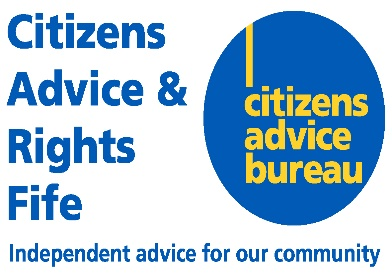 Citizens
Advice &
Rights
Fife
citizens
advice
bureau
Independent advice for our community